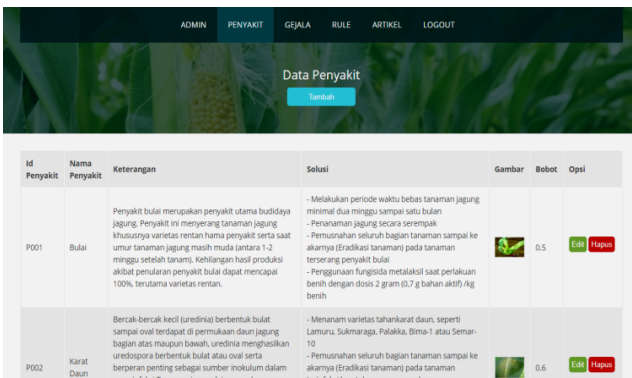 ADMIN PENYAKIT GEJALA RULE ARTIKEL LOGOUT
Data Penyakit
Tambah
Id Penyakit Nama Penyakit Keterangan Solusi Gambar Bobot Opsi
P001
Bulai
Penyakit bulai merupakan penyakit utama budidaya
jagung. Penyakit ini menyerang tanaman jagung
khususnya varietas rentan hama penyakit serta saat
umur tanaman jagung masih muda (antara 1-2
minggu setelah tanam). Kehilangan hasil produksi
akibat penularan penyakit bulai dapat mencapai
100%, terutama varietas rentan.
- Melakukan periode waktu bebas tanaman jagung
minimal dua minggu sampai satu bulan
- Penanaman jagung secara serempak
- Pemusnahan seluruh bagian tanaman sampai ke
akarnya (Eradikasi tanaman) pada tanaman
terserang penyakit bulai
- Penggunaan fungisida metalaksil saat perlakuan
benih dengan dosis 2 gram (0,7 g bahan aktif) /kg
benih
0.5
Edit Hapus
P002
Karat
Daun
Bercak-bercak kecil (uredinia) berbentuk bulat
sampai oval terdapat di permukaan daun jagung
bagian atas maupun bawah, uredinia menghasilkan
uredospora berbentuk bulat atau oval serta
berperan penting sebagai sumber inokulum dalam
- Menanam varietas tahankarat daun, seperti
Lamuru, Sukmaraga, Palakka, Bima-1 atau Semar-
10
- Pemusnahan seluruh bagian tanaman sampai ke
akarnya (Eradikasi tanaman) pada tanaman
0.6
Edit Hapus